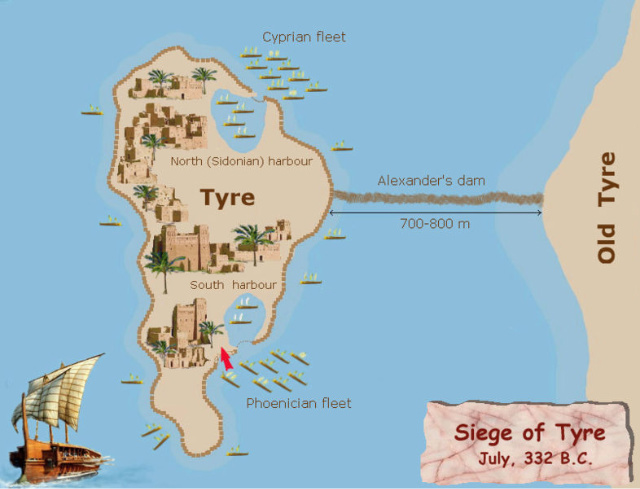 Cyprian fleet
North (Sidonian) harbour
Tyre
Alexander's dam
700-800 m
Old Tyre
South harbour
Phoenician fleet
Siege of Tyre
July, 332 B.C.